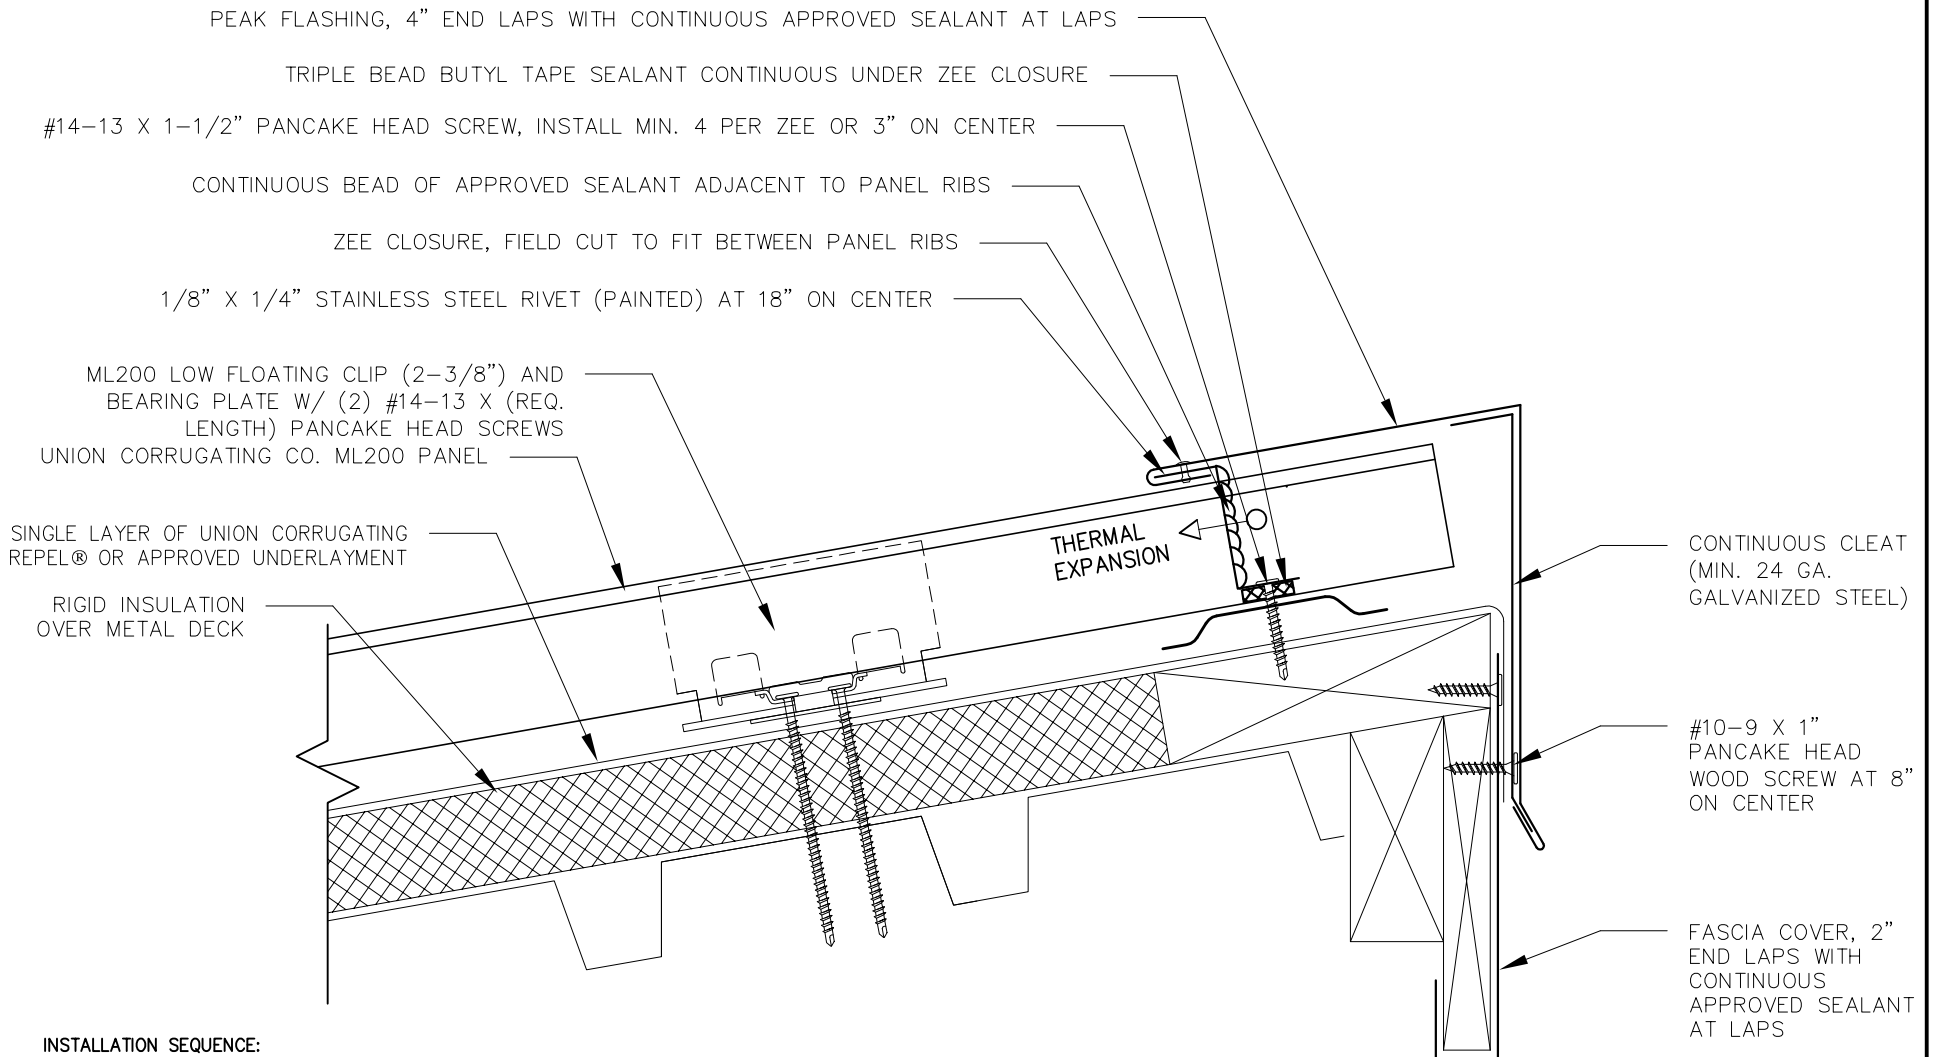 PEAK FLASHING, 4” END LAPS WITH CONTINUOUS APPROVED SEALANT AT LAPS
TRIPLE BEAD BUTYL TAPE SEALANT CONTINUOUS UNDER ZEE CLOSURE
#14-13 X 1-1/2” PANCAKE HEAD SCREW, INSTALL MIN. 4 PER ZEE OR 3” ON CENTER
CONTINUOUS BEAD OF APPROVED SEALANT ADJACENT TO PANEL RIBS
ZEE CLOSURE, FIELD CUT TO FIT BETWEEN PANEL RIBS
1/8” X 1/4” STAINLESS STEEL RIVET (PAINTED) AT 18” ON CENTER
ML200 LOW FLOATING CLIP (2-3/8”) AND
BEARING PLATE W/ (2) #14-13 X (REQ.
LENGTH) PANCAKE HEAD SCREWS
UNION CORRUGATING CO. ML200 PANEL
SINGLE LAYER OF UNION CORRUGATING
REPEL® OR APPROVED UNDERLAYMENT
RIGID INSULATION
OVER METAL DECK
THERMAL
EXPANSION
CONTINUOUS CLEAT
(MIN. 24 GA.
GALVANIZED STEEL)
#10-9 X 1”
PANCAKE HEAD
WOOD SCREW AT 8”
ON CENTER
FASCIA COVER, 2”
END LAPS WITH
CONTINUOUS
APPROVED SEALANT
AT LAPS
INSTALLATION SEQUENCE: